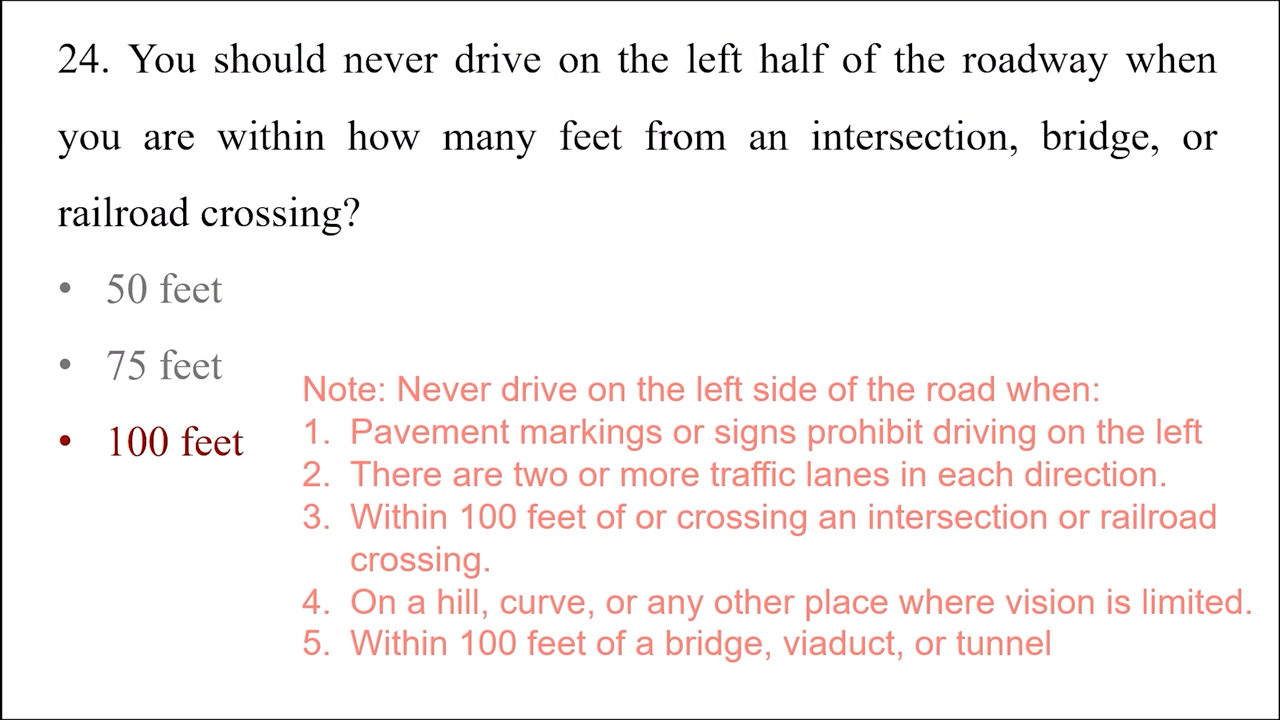 24. You should never drive on the left half of the roadway when
you are within how many feet from an intersection, bridge, or
railroad crossing?
• 50 feet
• 75 feet
• 100 feet
Note: Never drive on the left side of the road when:
1. Pavement markings or signs prohibit driving on the left
2. There are two or more traffic lanes in each direction.
3. Within 100 feet of or crossing an intersection or railroad
crossing.
4. On a hill, curve, or any other place where vision is limited.
5. Within 100 feet of a bridge, viaduct, or tunnel